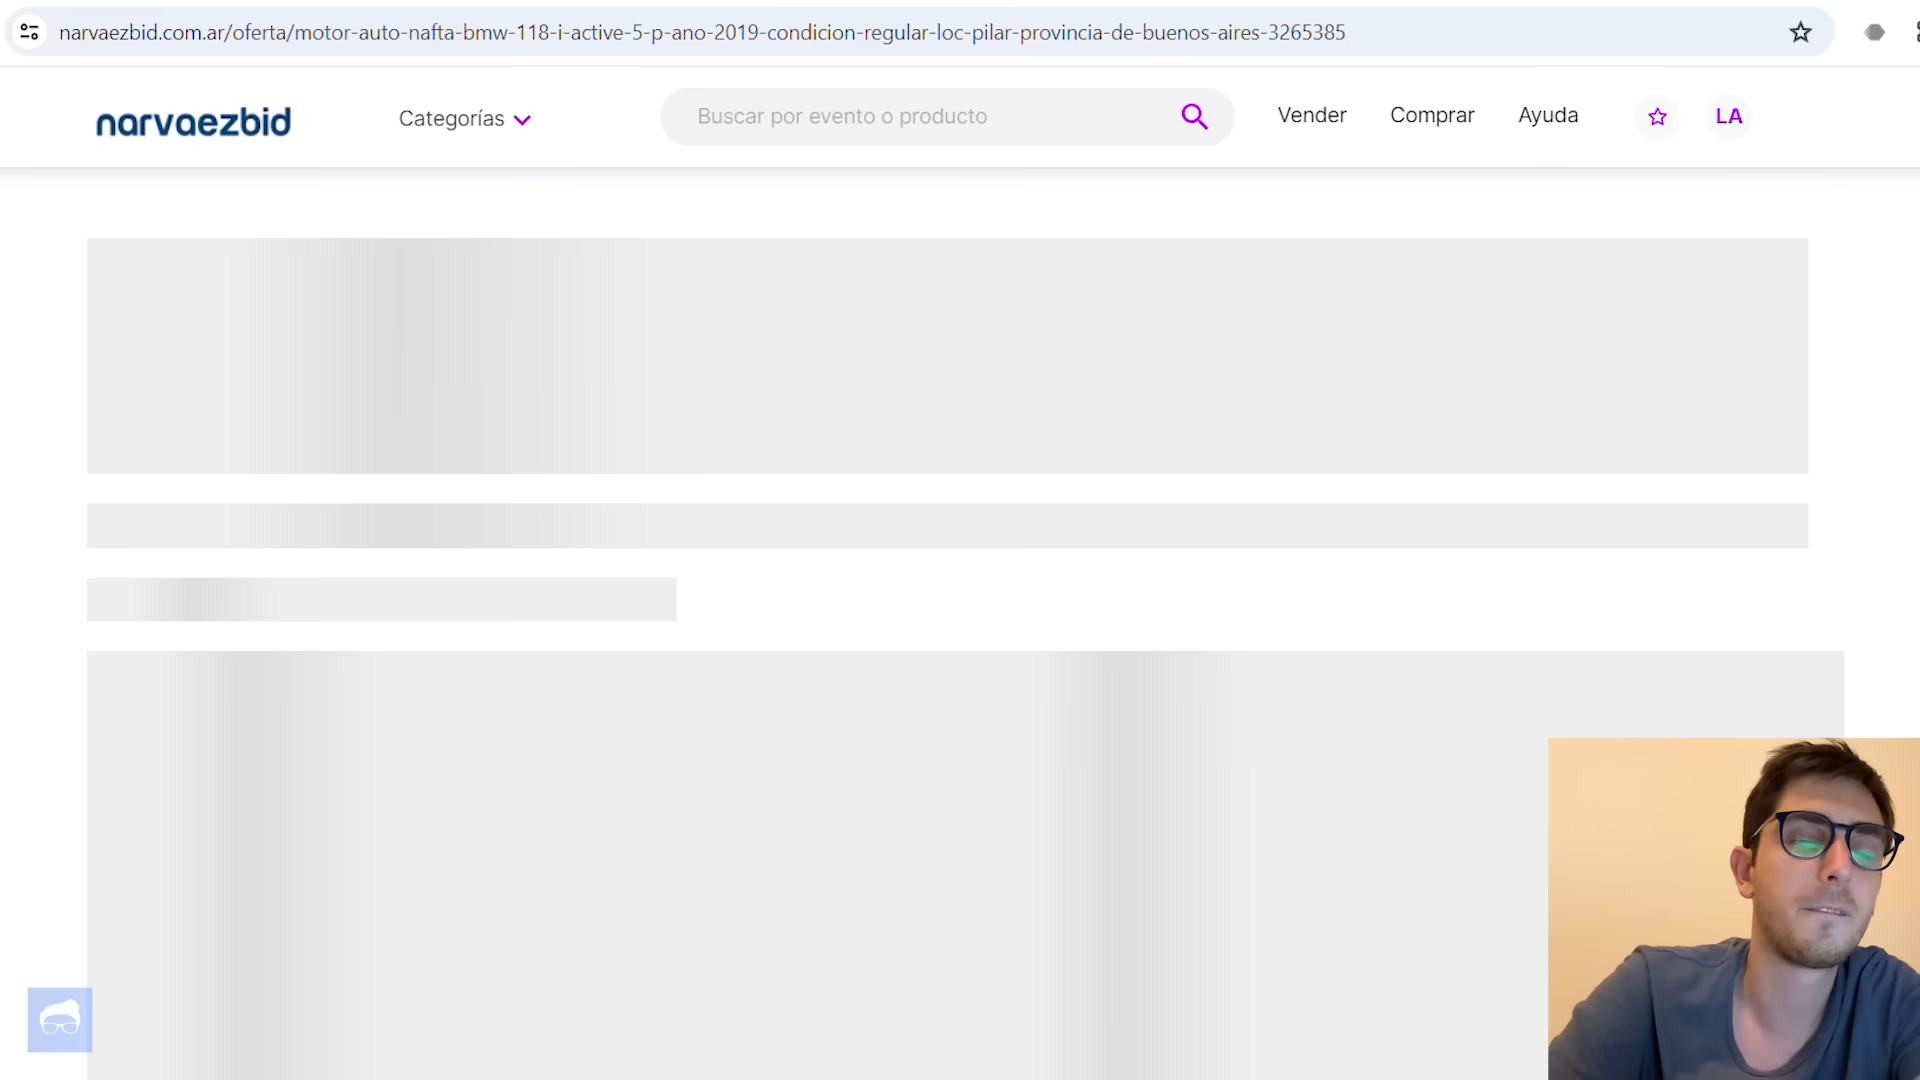 narvaezbid.com.ar/oferta/motor-auto-nafta-bmw-118-i-active-5-p-ano-2019-condicion-regular-loc-pilar-provincia-de-buenos-aires-3265385
narvaezbid
Categorías
Buscar por evento o producto
Vender
Comprar
Ayuda
LA